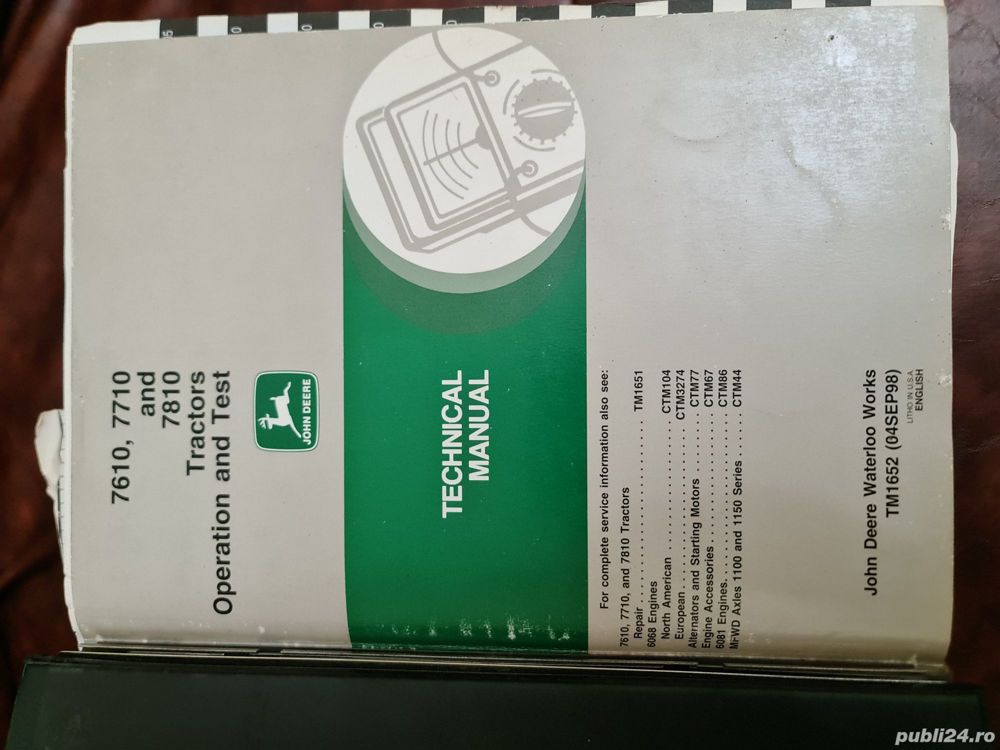 7610, 7710
and
7810
Tractors
Operation and Test
JOHN DEERE
TECHNICAL
MANUAL
For complete service information also see:
7610, 7710, and 7810 Tractors
Repair . . . . . . . . . . . . . . . . . . . . . . . . . TM1651
6068 Engines
North American . . . . . . . . . . . . . . . . CTM104
European . . . . . . . . . . . . . . . . . . . . CTM3274
Alternators and Starting Motors . . . . . . . . CTM77
Engine Accessories . . . . . . . . . . . . . . . . CTM67
6081 Engines . . . . . . . . . . . . . . . . . . . . CTM86
MFWD Axles 1100 and 1150 Series . . . . . CTM44
John Deere Waterloo Works
TM1652 (04SEP98)
LITHO IN U.S.A.
ENGLISH
publi24.ro